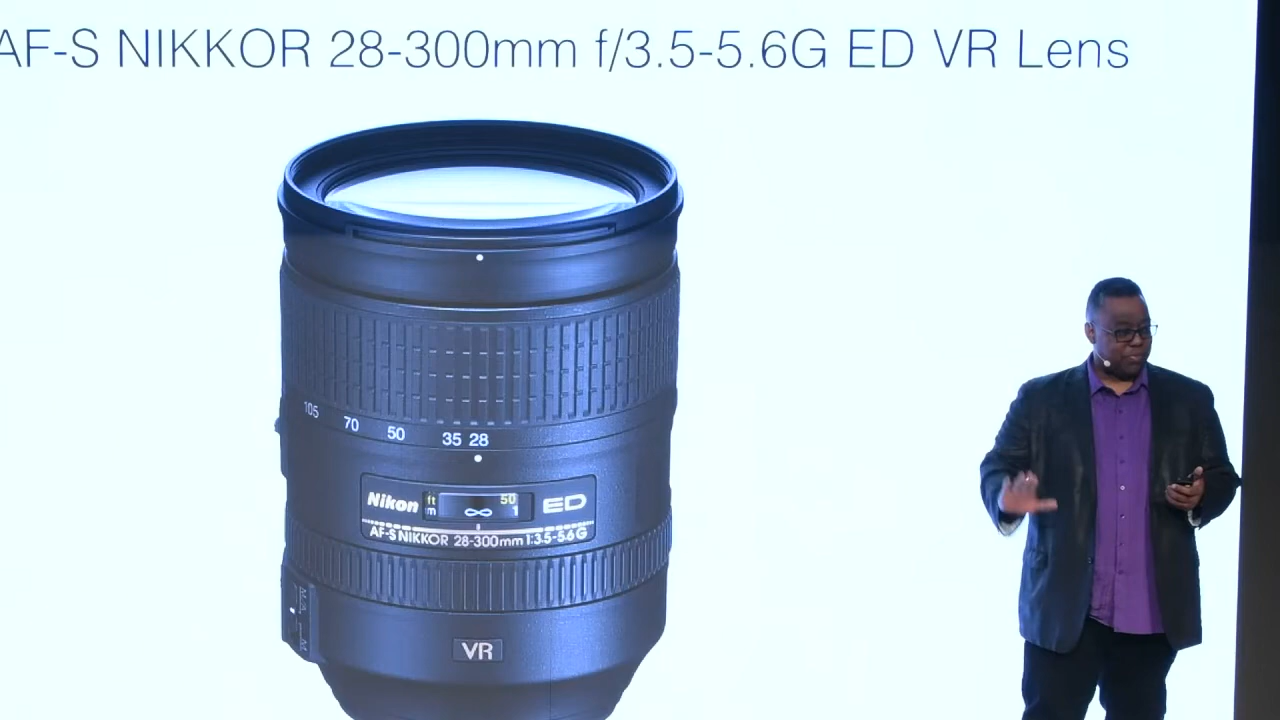 AF-S NIKKOR 28-300mm f/3.5-5.6G ED VR Lens
105 70 50 35 28
Nikon ft m 50 ∞ 1 ED
AF-S NIKKOR 28-300mm 1:3.5-5.6 G
M/A M
VR